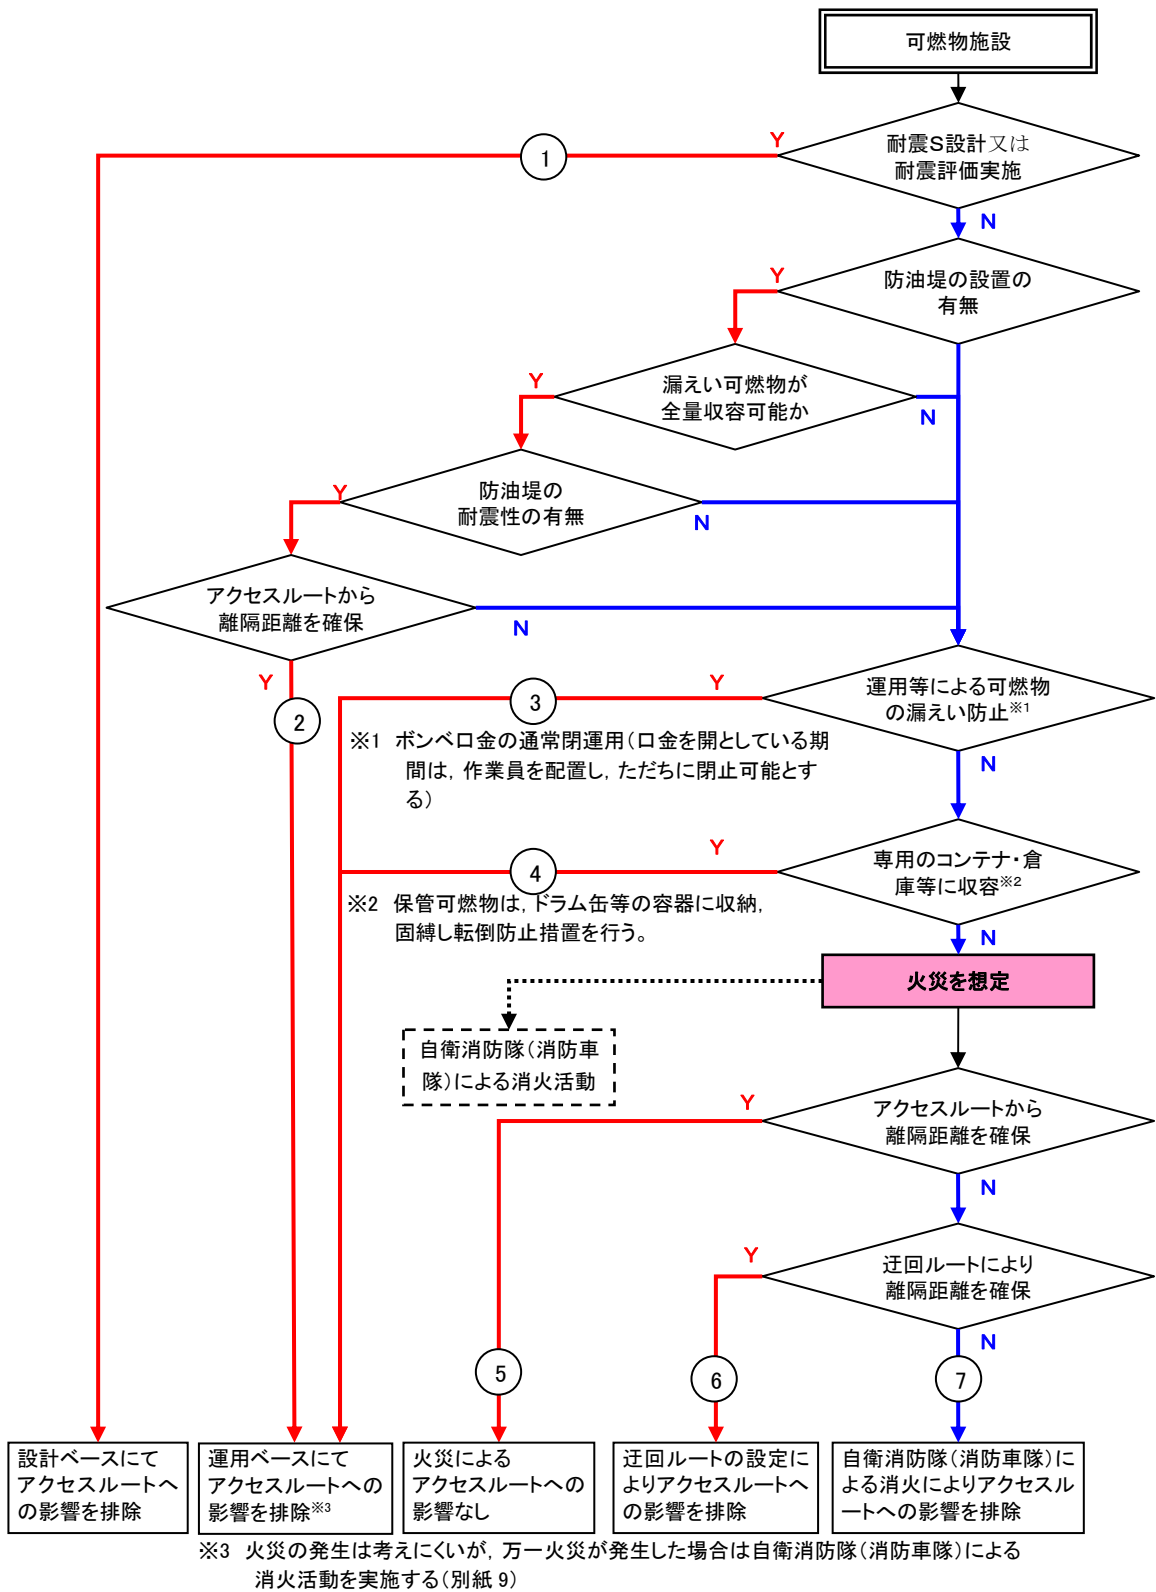 可燃物施設
Y
耐震S設計又は
耐震評価実施
1
N
Y
防油堤の設置の
有無
Y
漏えい可燃物が
全量収容可能か
N
Y
防油堤の
耐震性の有無
N
アクセスルートから
離隔距離を確保
N
Y
2
Y
3
運用等による可燃物
の漏えい防止※1
※1 ボンベ口金の通常閉運用(口金を開としている期
間は,作業員を配置し,ただちに閉止可能とす
る)
N
Y
4
専用のコンテナ・倉
庫等に収容※2
※2 保管可燃物は,ドラム缶等の容器に収納,
固縛し転倒防止措置を行う。
N
火災を想定
自衛消防隊(消防車
隊)による消火活動
Y
アクセスルートから
離隔距離を確保
N
Y
迂回ルートにより
離隔距離を確保
N
5
6
7
設計ベースにて
アクセスルートへ
の影響を排除
運用ベースにて
アクセスルートへの
影響を排除※3
火災による
アクセスルートへの
影響なし
迂回ルートの設定に
よりアクセスルートへ
の影響を排除
自衛消防隊(消防車隊)に
よる消火によりアクセスル
ートへの影響を排除
※3 火災の発生は考えにくいが,万一火災が発生した場合は自衛消防隊(消防車隊)による
消火活動を実施する(別紙 9)